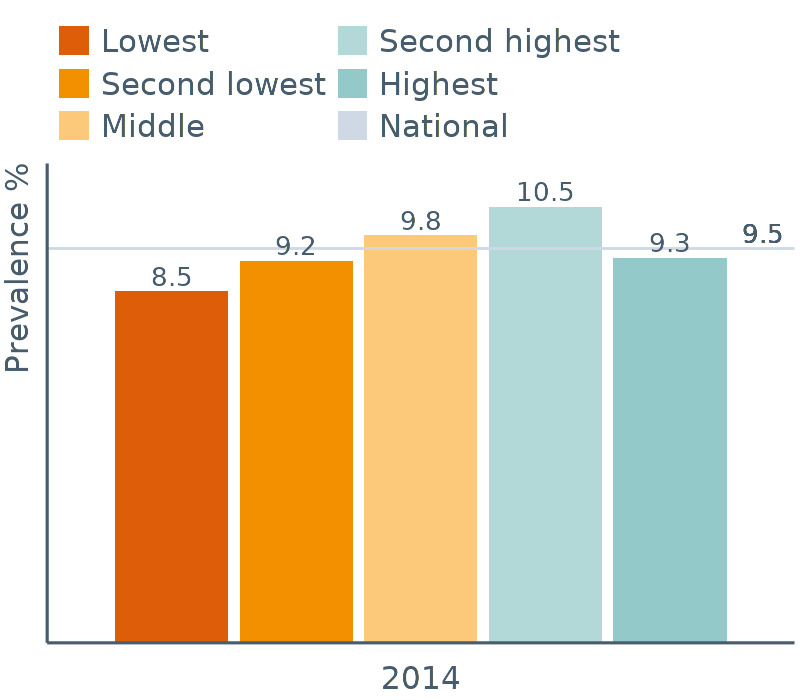 Lowest
Second lowest
Middle
Second highest
Highest
National
Prevalence %
8.5
9.2
9.8
10.5
9.3
9.5
2014